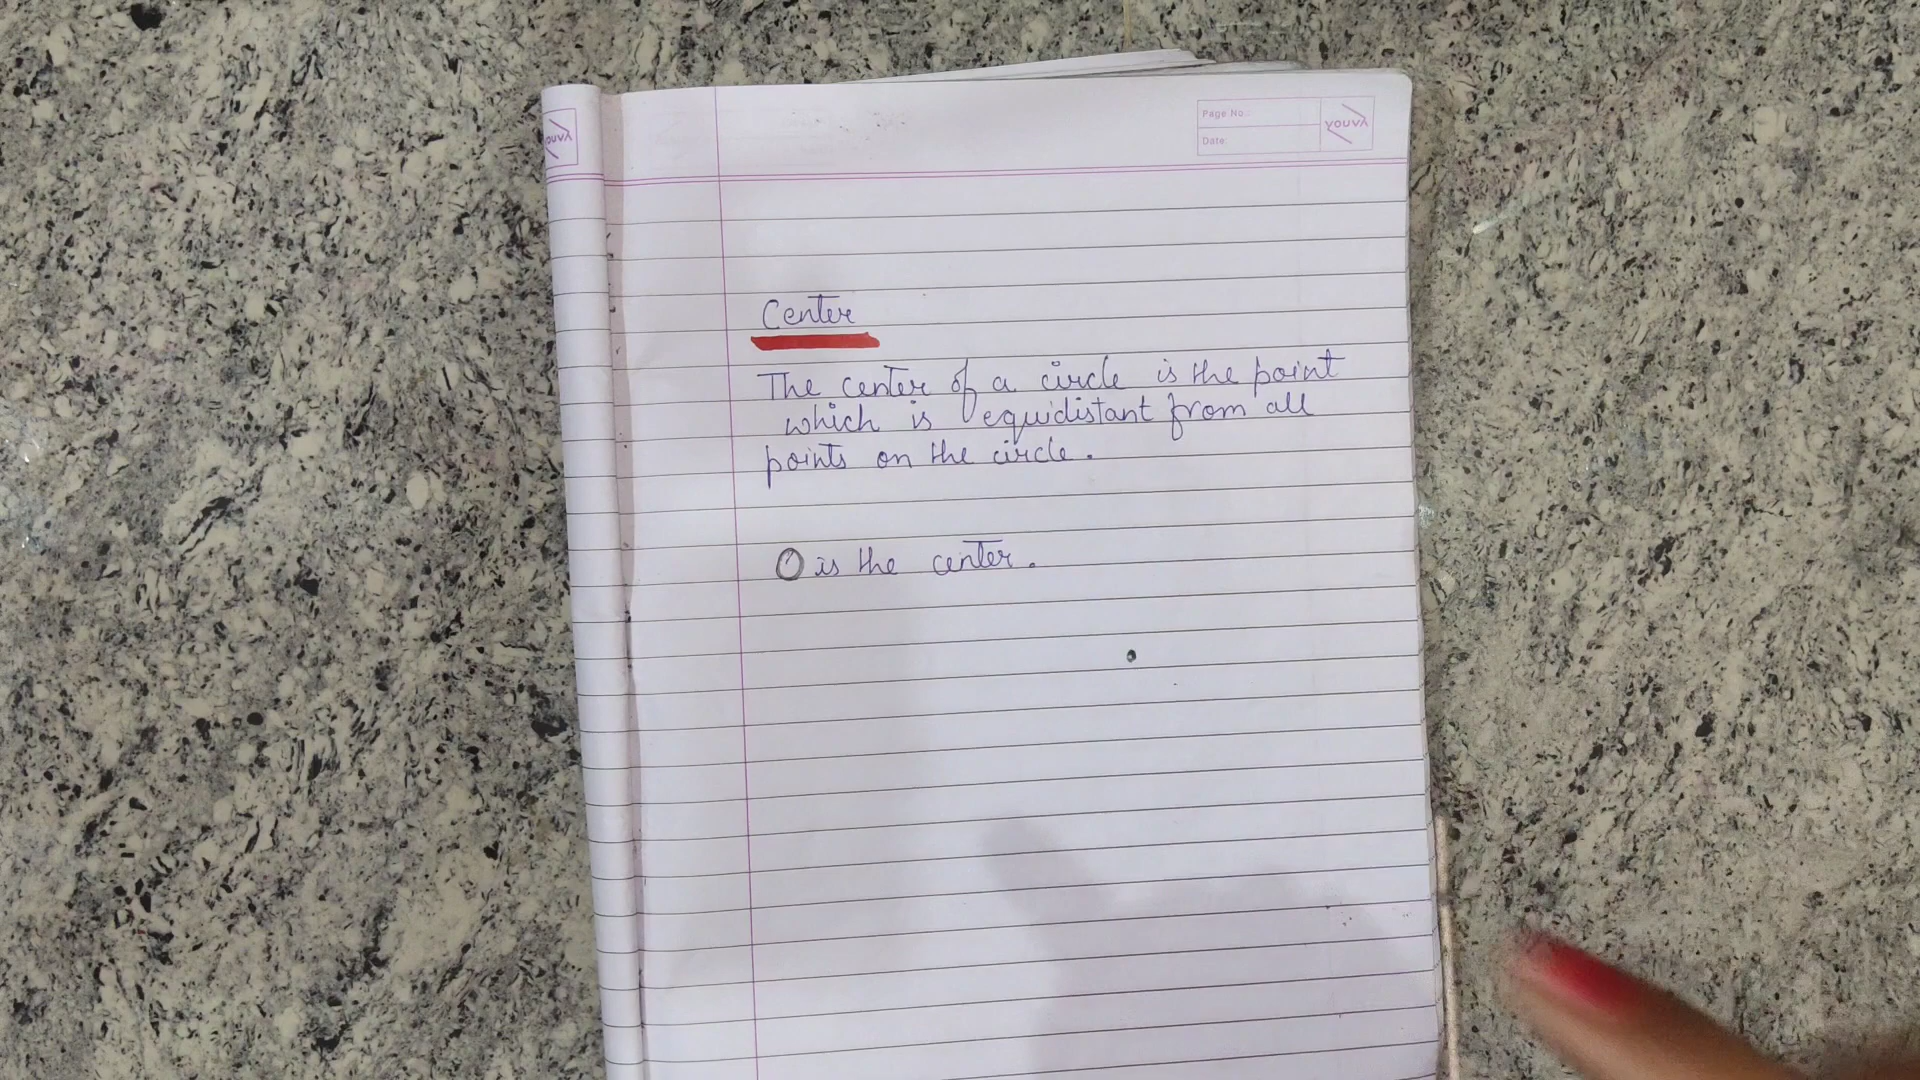 youva
Page No.:
Date:
youva
Center
The center of a circle is the point
which is equidistant from all
points on the circle.
O is the center.